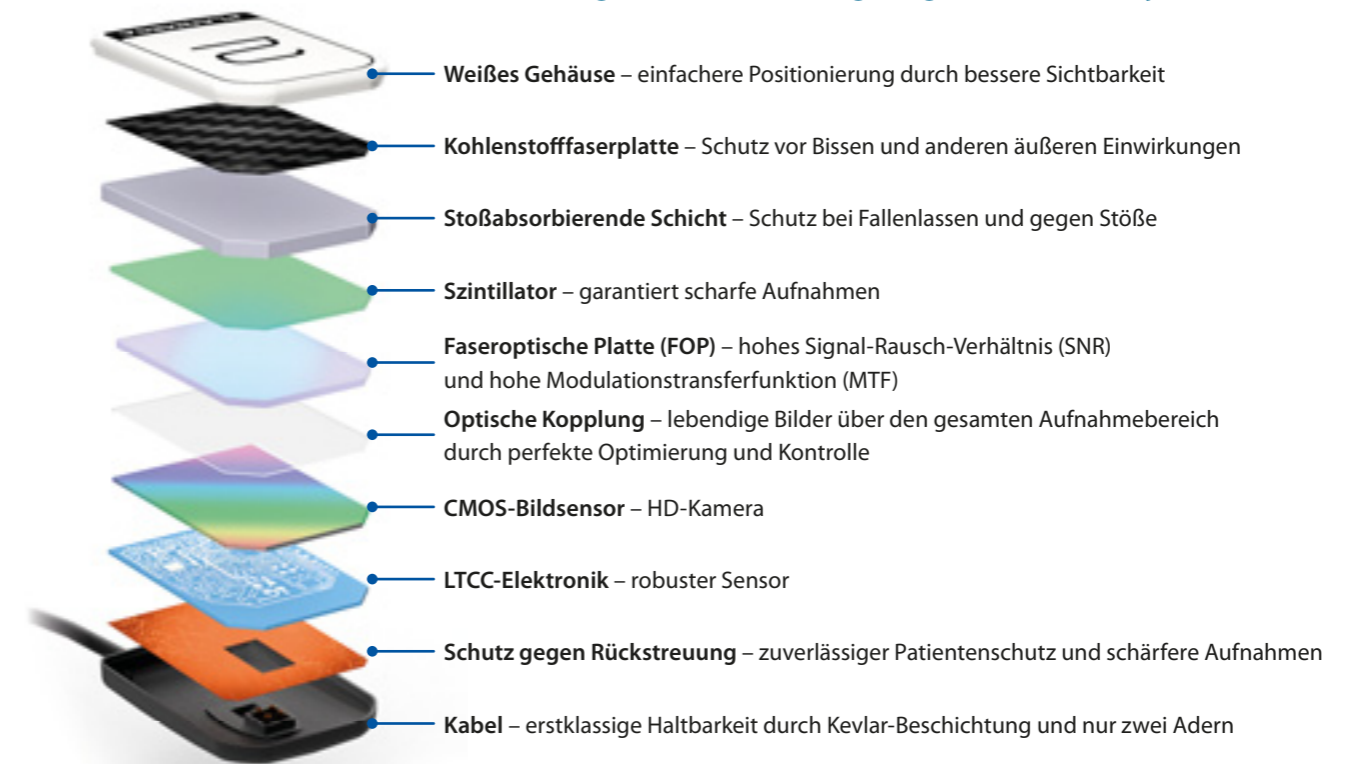 Weißes Gehäuse – einfachere Positionierung durch bessere Sichtbarkeit
Kohlenstofffaserplatte – Schutz vor Bissen und anderen äußeren Einwirkungen
Stoßabsorbierende Schicht – Schutz bei Fallenlassen und gegen Stöße
Szintillator – garantiert scharfe Aufnahmen
Faseroptische Platte (FOP) – hohes Signal-Rausch-Verhältnis (SNR)
und hohe Modulationstransferfunktion (MTF)
Optische Kopplung – lebendige Bilder über den gesamten Aufnahmebereich
durch perfekte Optimierung und Kontrolle
CMOS-Bildsensor – HD-Kamera
LTCC-Elektronik – robuster Sensor
Schutz gegen Rückstreuung – zuverlässiger Patientenschutz und schärfere Aufnahmen
Kabel – erstklassige Haltbarkeit durch Kevlar-Beschichtung und nur zwei Adern